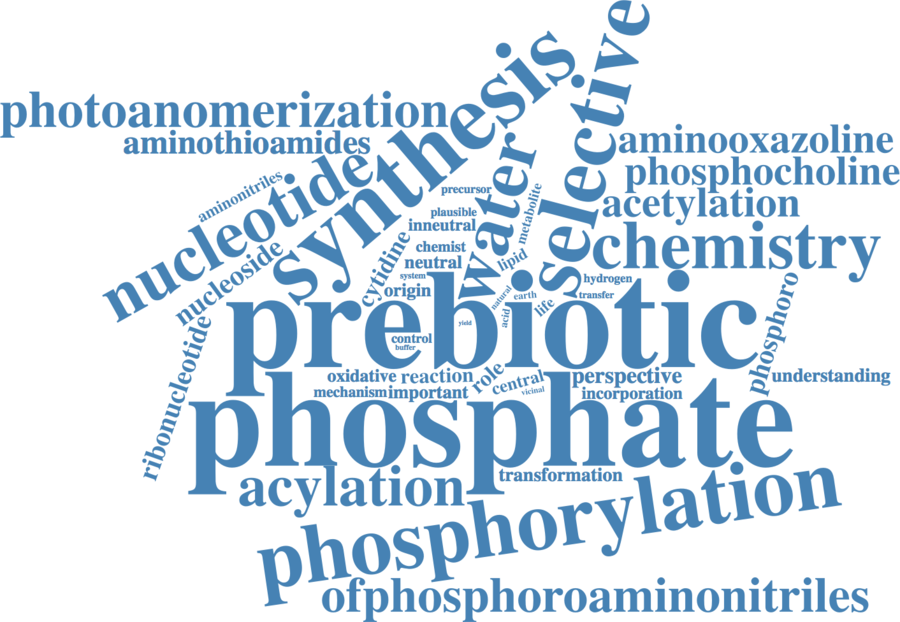 selective
synthesis
photoanomerization
aminothioamides
aminooxazoline
phosphocholine
nucleotide
water
aminonitriles
precursor
metabolite
acetylation
plausible
inneutral
chemistry
nucleoside
cytidine
chemist
neutral
lipid
system
hydrogen
origin
natural
earth
transfer
life
acid
phosphoro
prebiotic
yield
control
buffer
ribonucleotide
oxidative
reaction
role
central
perspective
understanding
mechanism
important
vicinal
incorporation
phosphate
transformation
acylation
phosphorylation
ofphosphoroaminonitriles